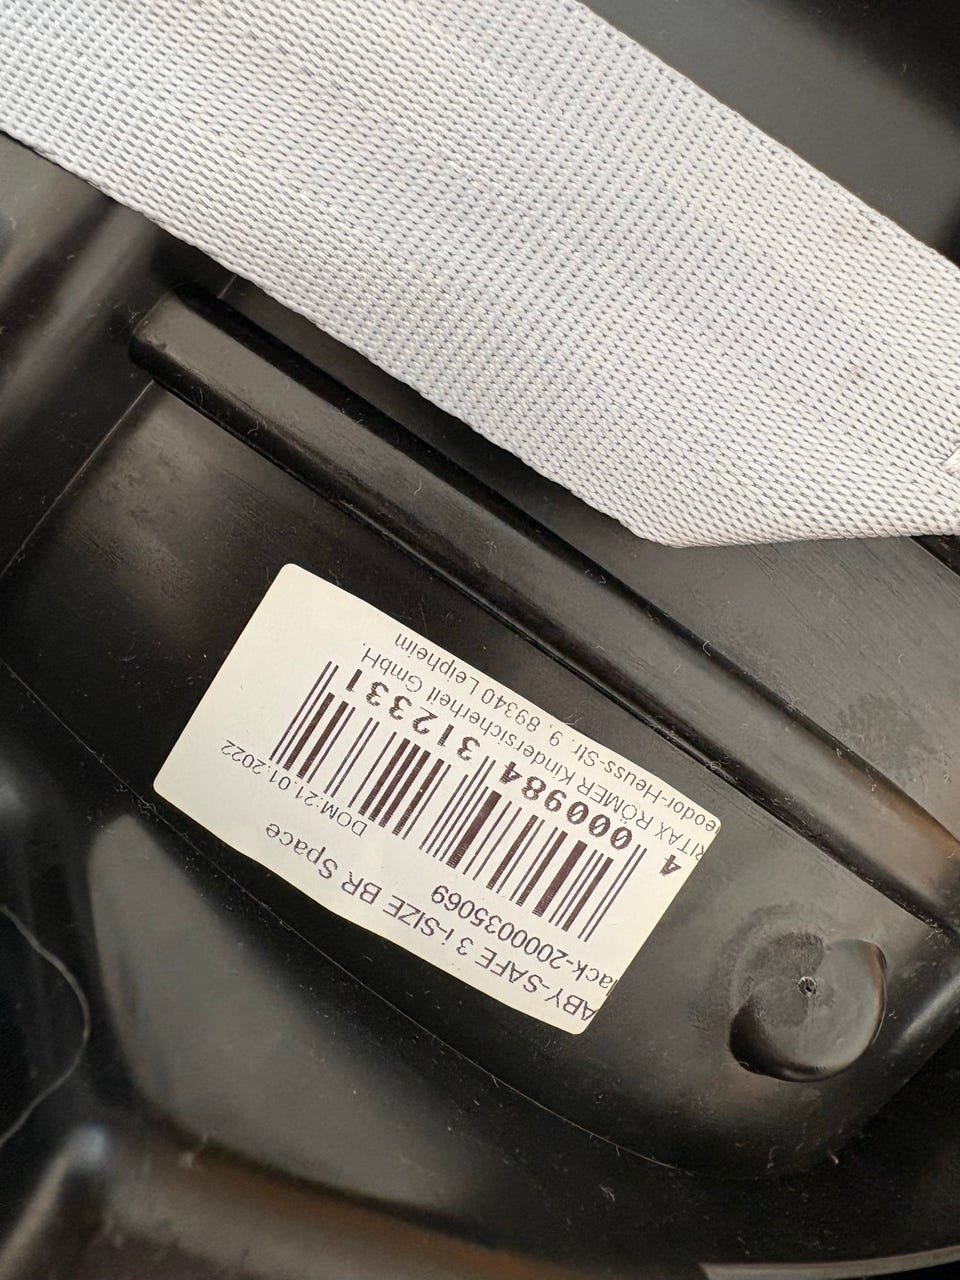 ABY-SAFE 3 i-SIZE BR Space
lack-2000035069 DOM:21.01.2022
4 000984 312331
RITAX RÖMER Kindersicherheit GmbH,
eodor-Heuss-Str. 9, 89340 Leipheim